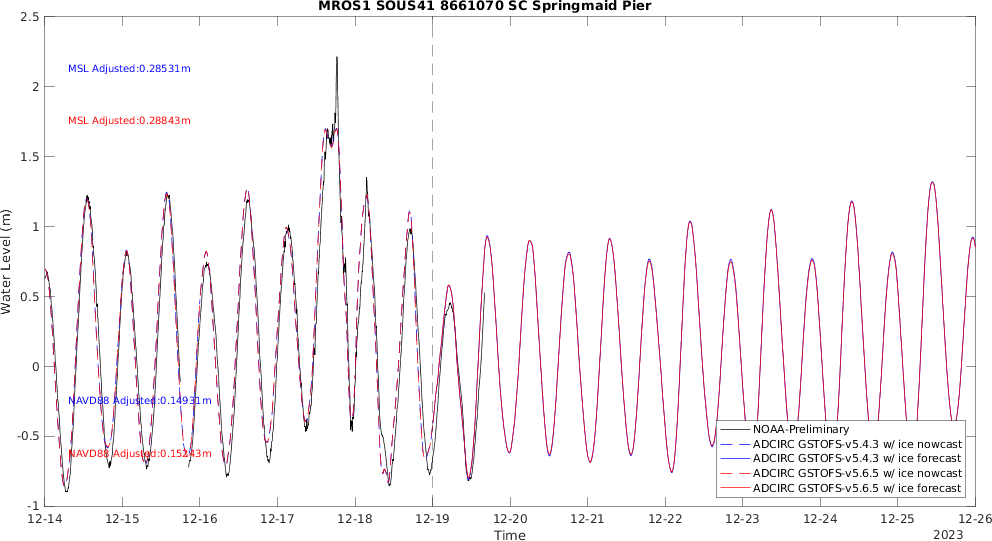 MROS1 SOUS41 8661070 SC Springmaid Pier
2.5
2
1.5
1
0.5
0
-0.5
-1
Water Level (m)
MSL Adjusted:0.28531m
MSL Adjusted:0.28843m
NAVD88 Adjusted:0.14931m
NAVD88 Adjusted:0.15243m
NOAA-Preliminary
ADCIRC GSTOFS-v5.4.3 w/ ice nowcast
ADCIRC GSTOFS-v5.4.3 w/ ice forecast
ADCIRC GSTOFS-v5.6.5 w/ ice nowcast
ADCIRC GSTOFS-v5.6.5 w/ ice forecast
12-14 12-15 12-16 12-17 12-18 12-19 12-20 12-21 12-22 12-23 12-24 12-25 12-26
Time
2023